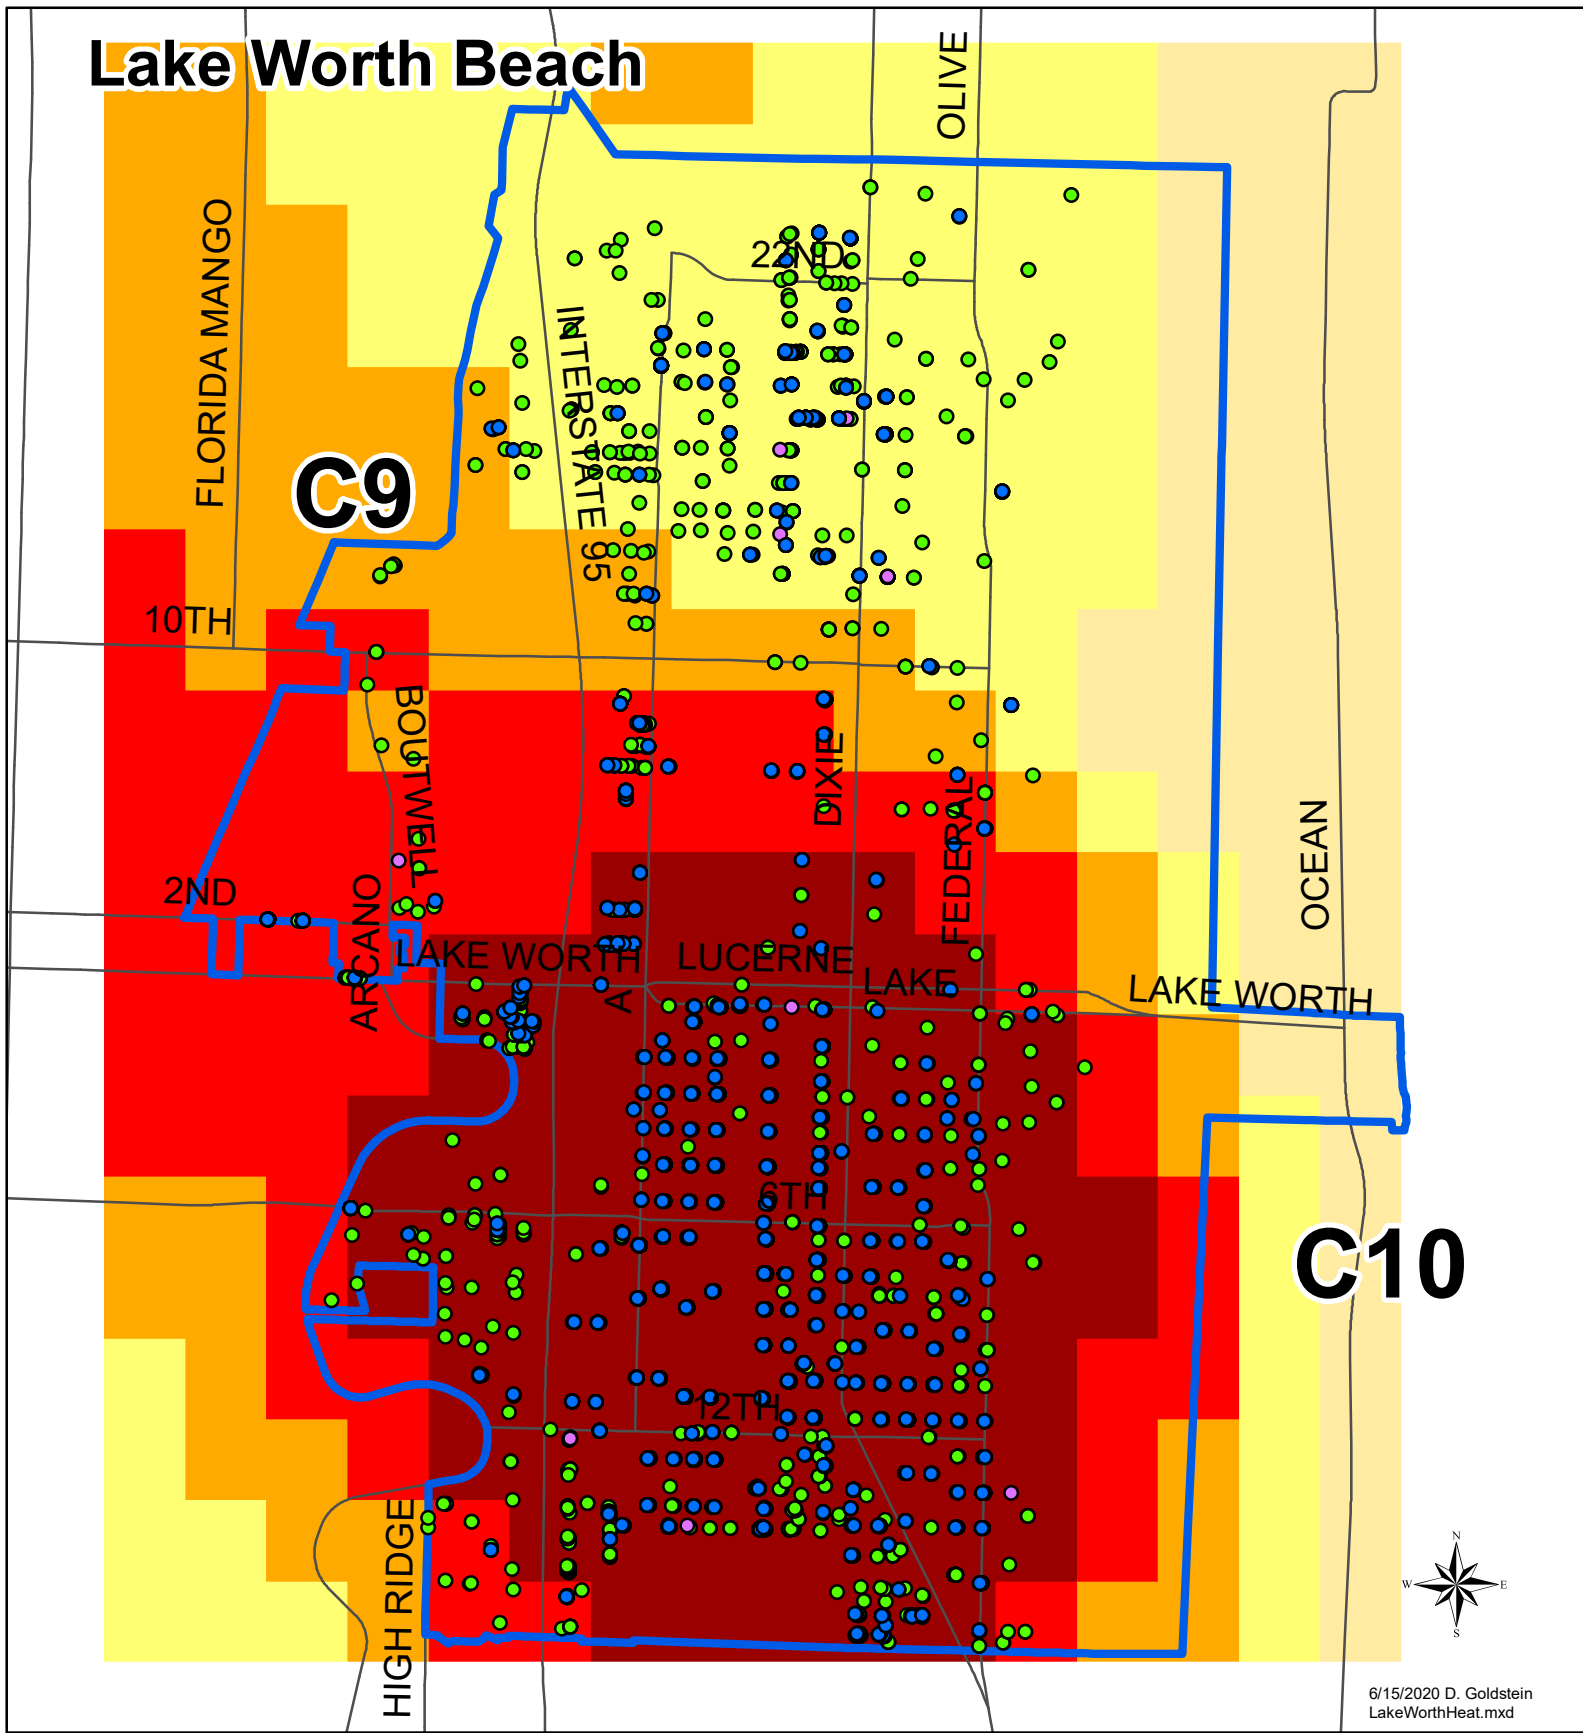 Lake Worth Beach
OLIVE
FLORIDA MANGO
22ND
INTERSTATE 95
C9
10TH
BOUTWELL
DIXIE
FEDERAL
OCEAN
2ND
ARCANO
LAKE WORTH
LUCERNE
LAKE
LAKE WORTH
A
6TH
C10
12TH
HIGH RIDGE
N
W
E
S
6/15/2020 D. Goldstein
LakeWorthHeat.mxd